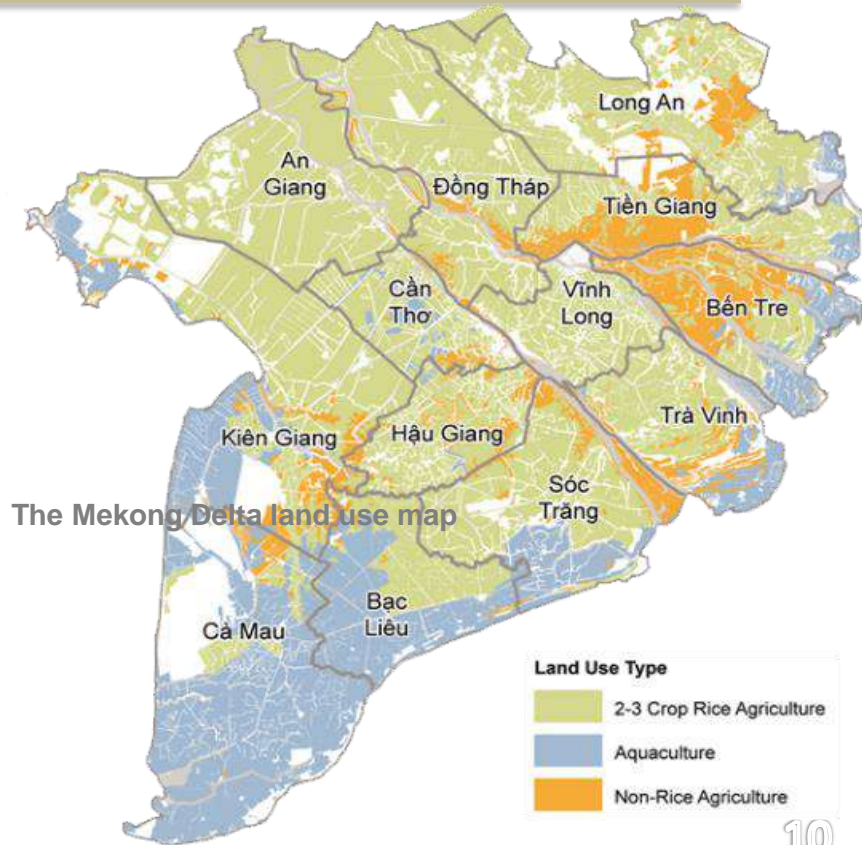 Long An
An
Giang
Đồng Tháp
Tiền Giang
Cần
Thơ
Vĩnh
Long
Bến Tre
Trà Vinh
Kiên Giang
Hậu Giang
Sóc
Trăng
The Mekong Delta land use map
Bạc
Liêu
Cà Mau
Land Use Type
2-3 Crop Rice Agriculture
Aquaculture
Non-Rice Agriculture
10